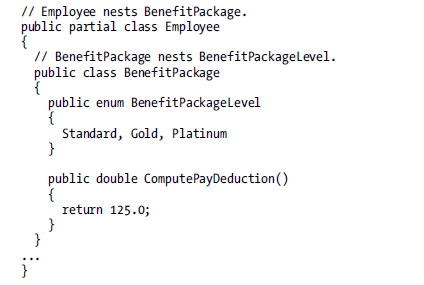 // Employee nests BenefitPackage.
public partial class Employee
{
  // BenefitPackage nests BenefitPackageLevel.
  public class BenefitPackage
  {
    public enum BenefitPackageLevel
    {
      Standard, Gold, Platinum
    }

    public double ComputePayDeduction()
    {
      return 125.0;
    }
  }
...
}